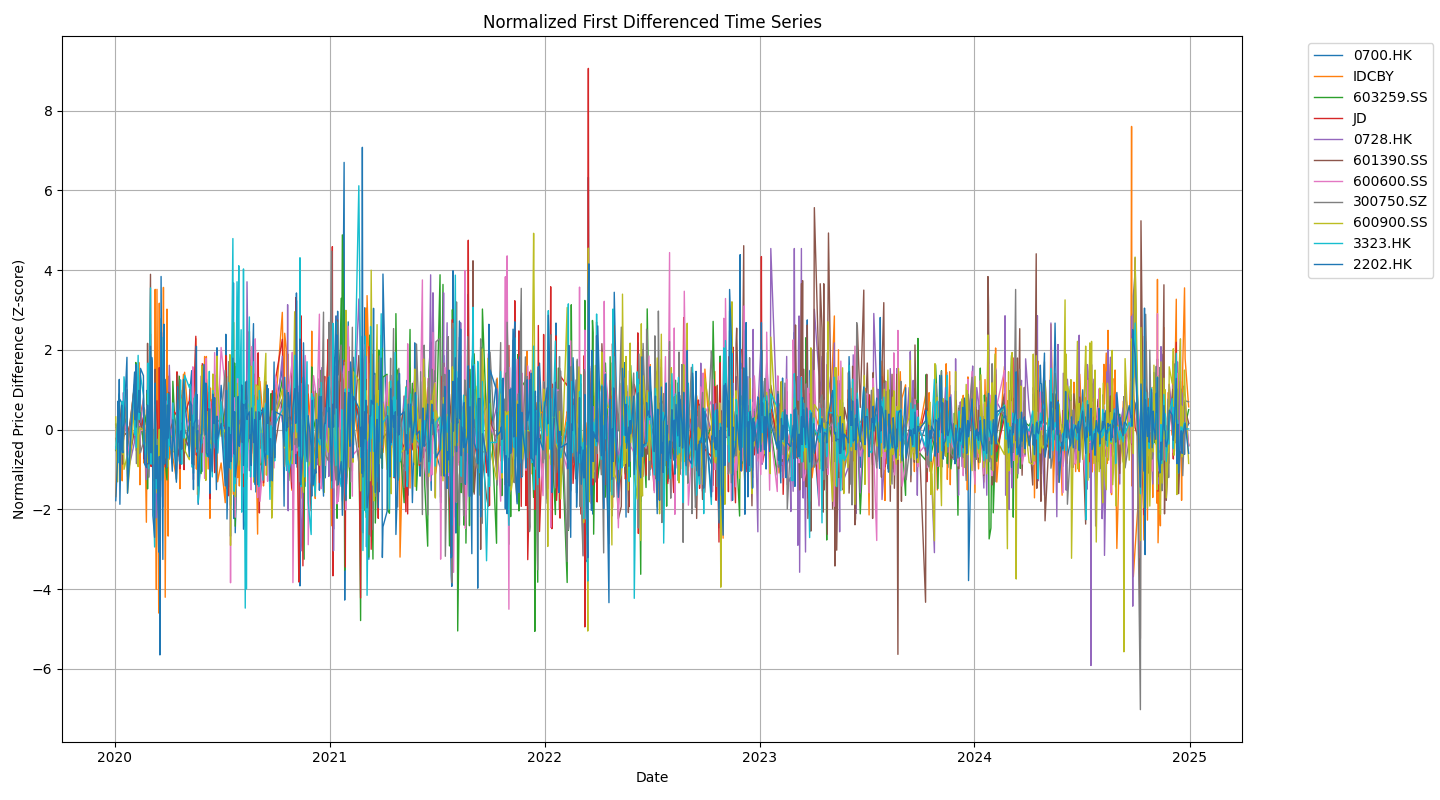 Normalized First Differenced Time Series
Normalized Price Difference (Z-score)
8
6
4
2
0
−2
−4
−6
2020
2021
2022
2023
2024
2025
Date
0700.HK
IDCBY
603259.SS
JD
0728.HK
601390.SS
600600.SS
300750.SZ
600900.SS
3323.HK
2202.HK